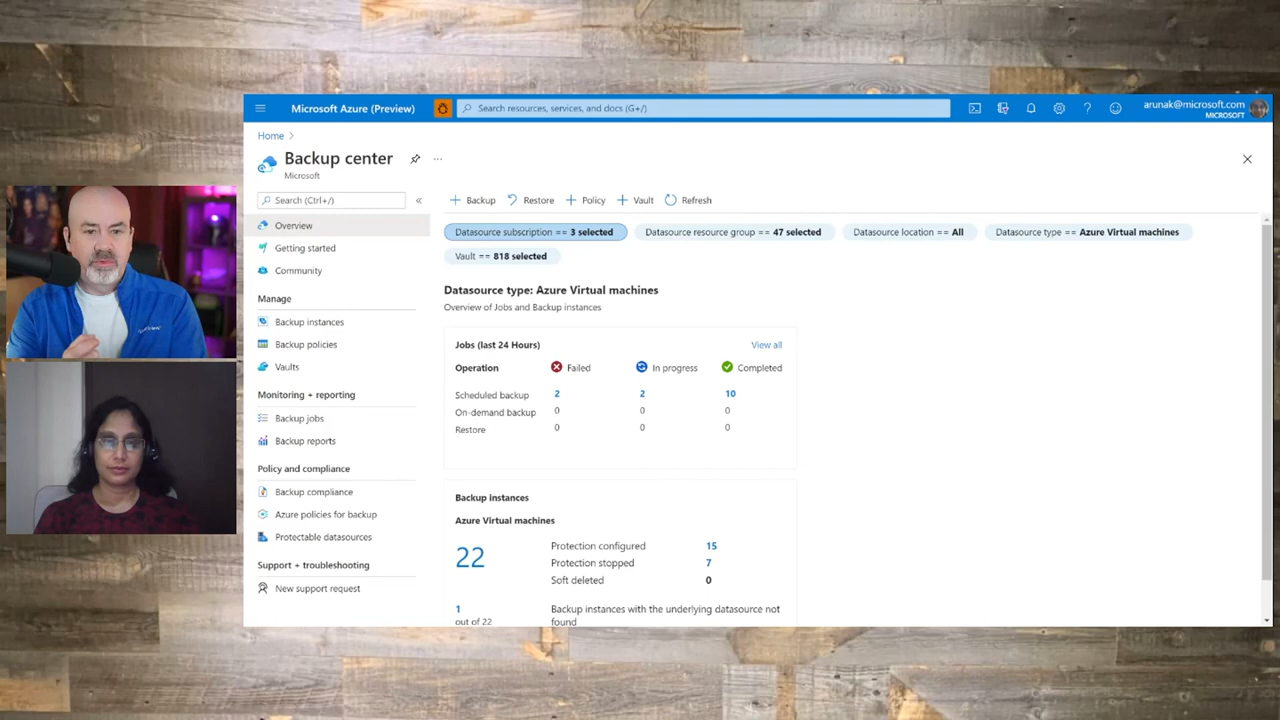 Microsoft Azure (Preview)
Search resources, services, and docs (G+/)
arunak@microsoft.com
MICROSOFT
Home
Backup center
Microsoft
Search (Ctrl+/)
Overview
Getting started
Community
Manage
Backup instances
Backup policies
Vaults
Monitoring + reporting
Backup jobs
Backup reports
Policy and compliance
Backup compliance
Azure policies for backup
Protectable datasources
Support + troubleshooting
New support request
Backup Restore Policy Vault Refresh
Datasource subscription == 3 selected Datasource resource group == 47 selected Datasource location == All Datasource type == Azure Virtual machines
Vault == 818 selected
Datasource type: Azure Virtual machines
Overview of Jobs and Backup instances
Jobs (last 24 Hours) View all
Operation Failed In progress Completed
Scheduled backup 2 2 10
On-demand backup 0 0 0
Restore 0 0 0
Backup instances
Azure Virtual machines
22
Protection configured 15
Protection stopped 7
Soft deleted 0
1 out of 22
Backup instances with the underlying datasource not found